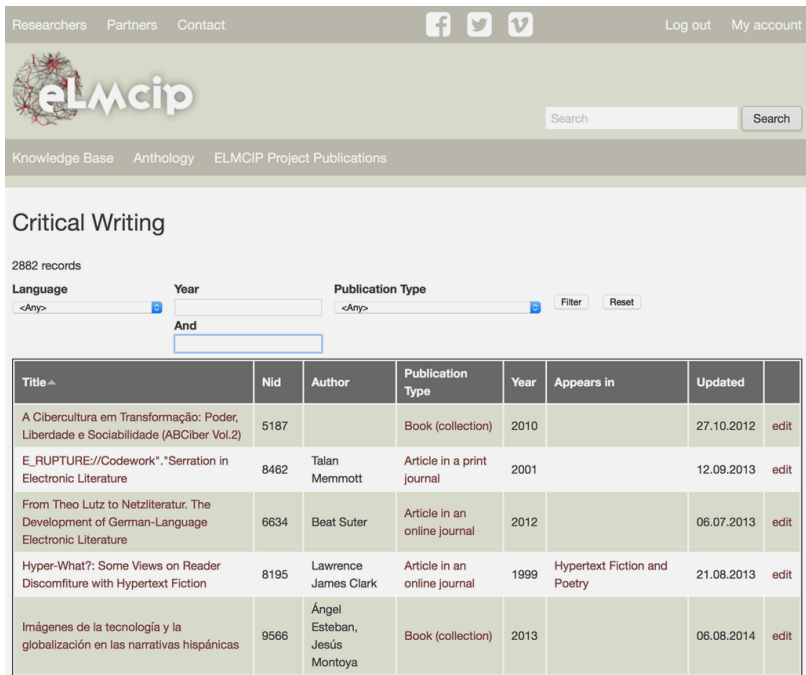 Researchers Partners Contact Log out My account
eLMcip
Search Search
Knowledge Base Anthology ELMCIP Project Publications
Critical Writing
2882 records
Language Year Publication Type
<Any> <Any> Filter Reset
And
Title Nid Author Publication Type Year Appears in Updated
A Cibercultura em Transformação: Poder,
Liberdade e Sociabilidade (ABCiber Vol.2) 5187 Book (collection) 2010 27.10.2012 edit
E_RUPTURE://Codework"."Serration in
Electronic Literature 8462 Talan Memmott Article in a print journal 2001 12.09.2013 edit
From Theo Lutz to Netzliteratur. The
Development of German-Language
Electronic Literature 6634 Beat Suter Article in an online journal 2012 06.07.2013 edit
Hyper-What?: Some Views on Reader
Discomfiture with Hypertext Fiction 8195 Lawrence James Clark Article in an online journal 1999 Hypertext Fiction and Poetry 21.08.2013 edit
Imágenes de la tecnología y la
globalización en las narrativas hispánicas 9566 Ángel Esteban, Jesús Montoya Book (collection) 2013 06.08.2014 edit